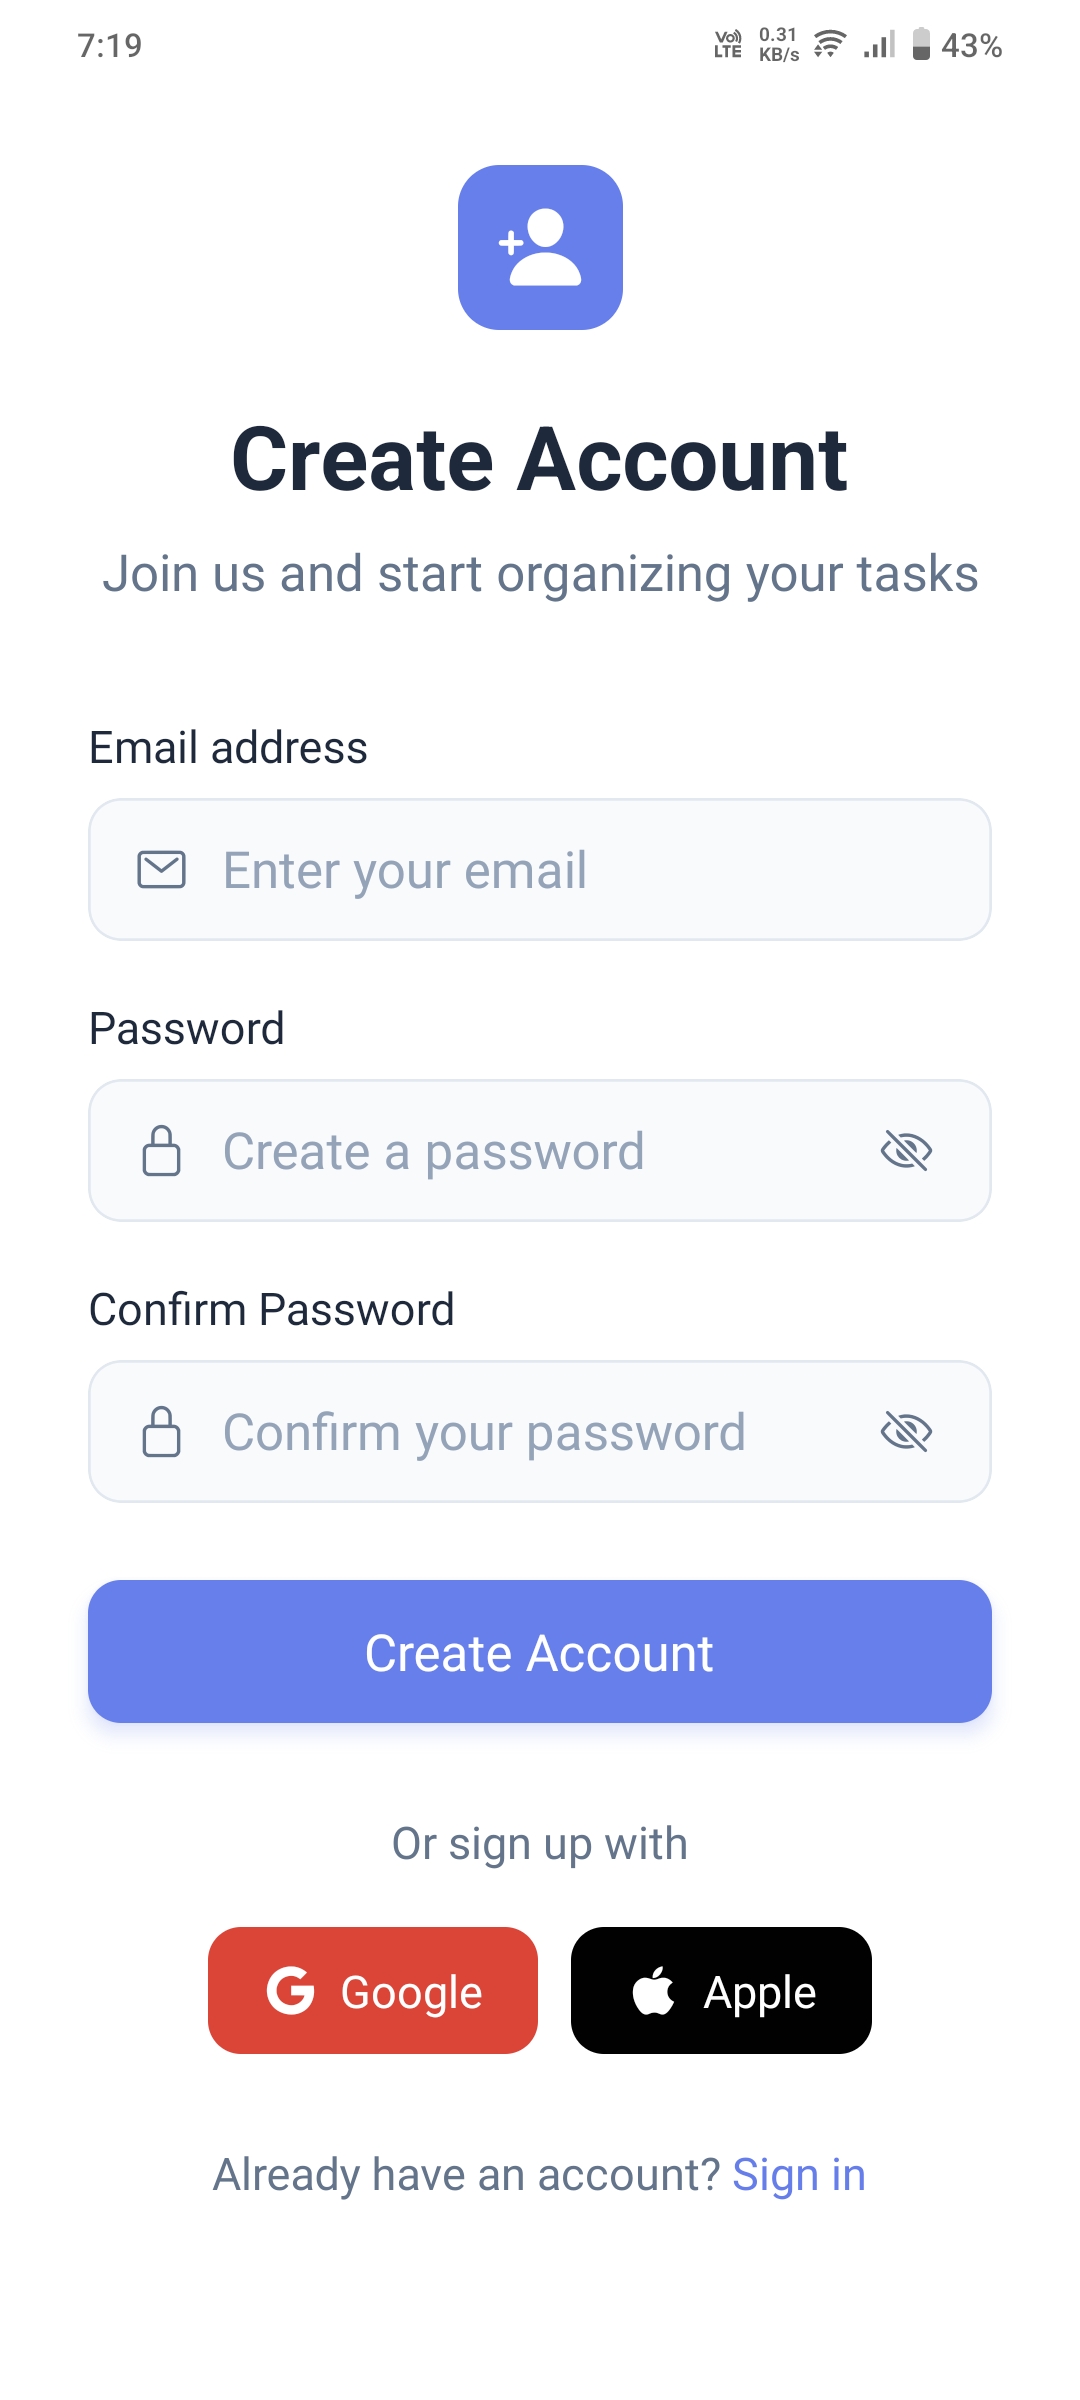 7:19
Vo) LTE 0.31 KB/s 43%
Create Account
Join us and start organizing your tasks
Email address
Enter your email
Password
Create a password
Confirm Password
Confirm your password
Create Account
Or sign up with
Google
Apple
Already have an account? Sign in